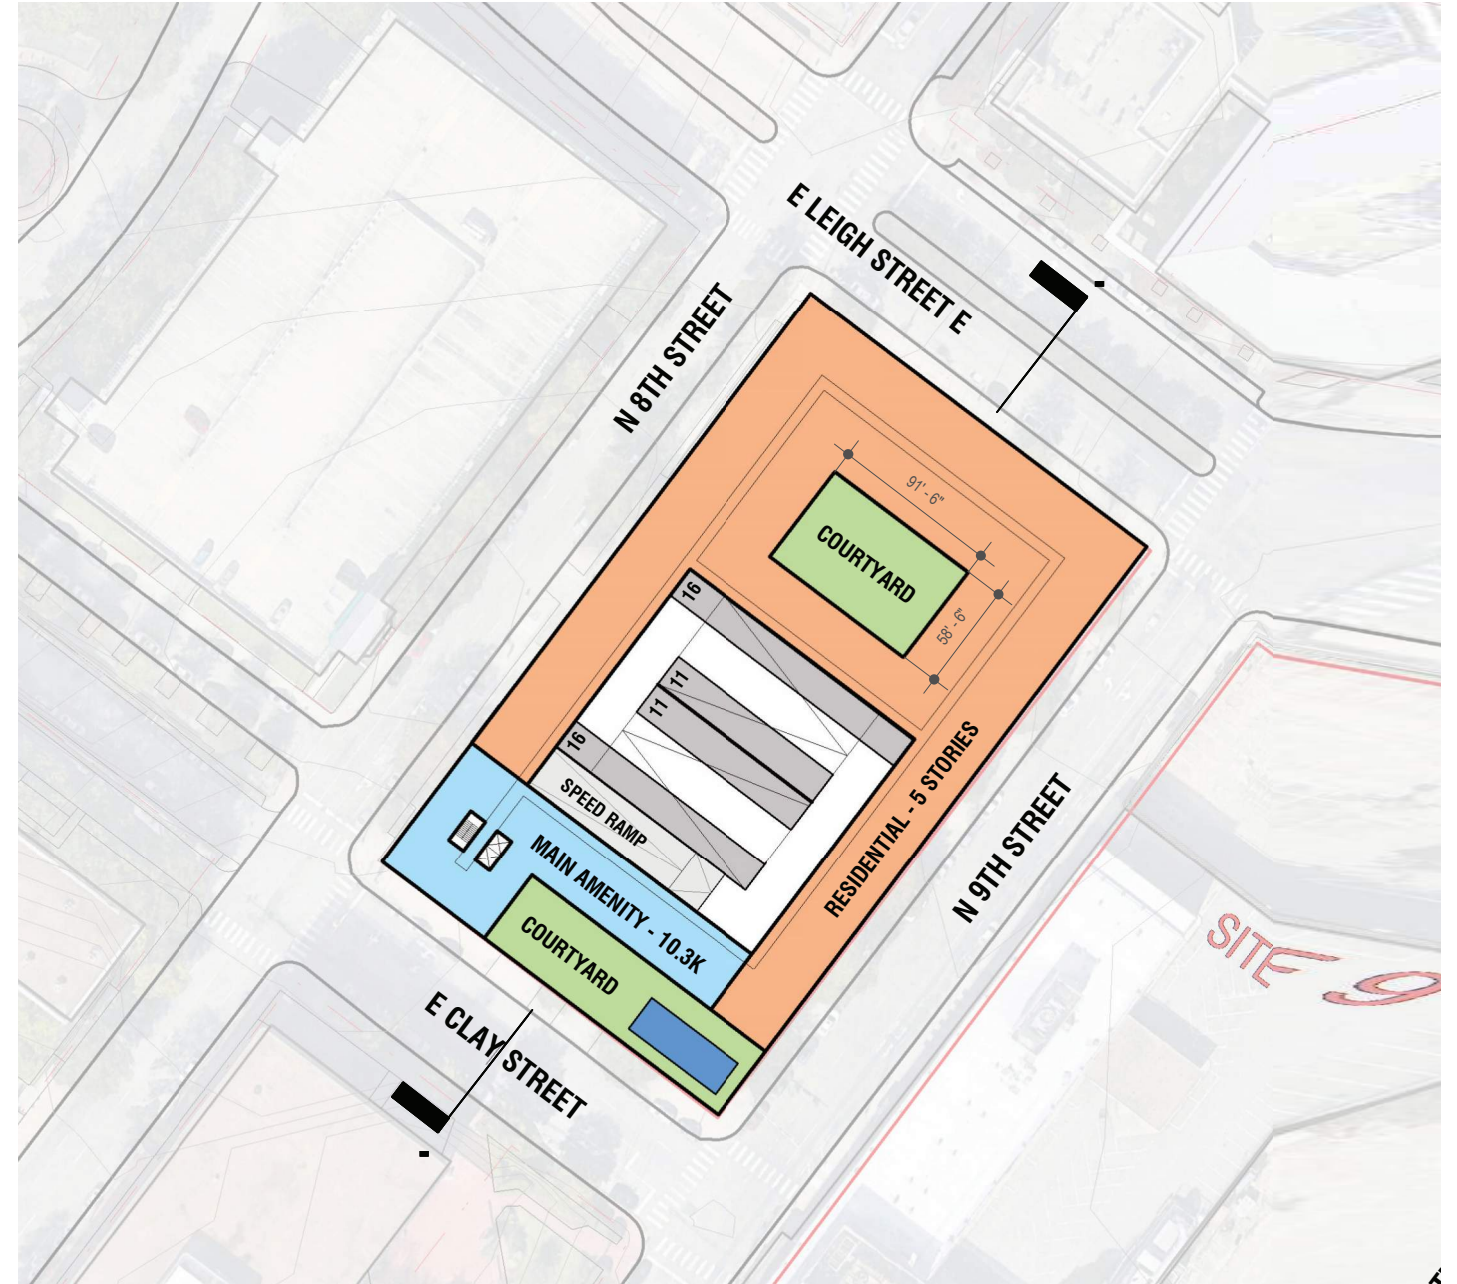 E LEIGH STREET E
N 8TH STREET
91' - 6"
COURTYARD
58' - 6"
16
11
11
16
SPEED RAMP
RESIDENTIAL - 5 STORIES
N 9TH STREET
MAIN AMENITY - 10.3K
COURTYARD
SITE 9
E CLAY STREET